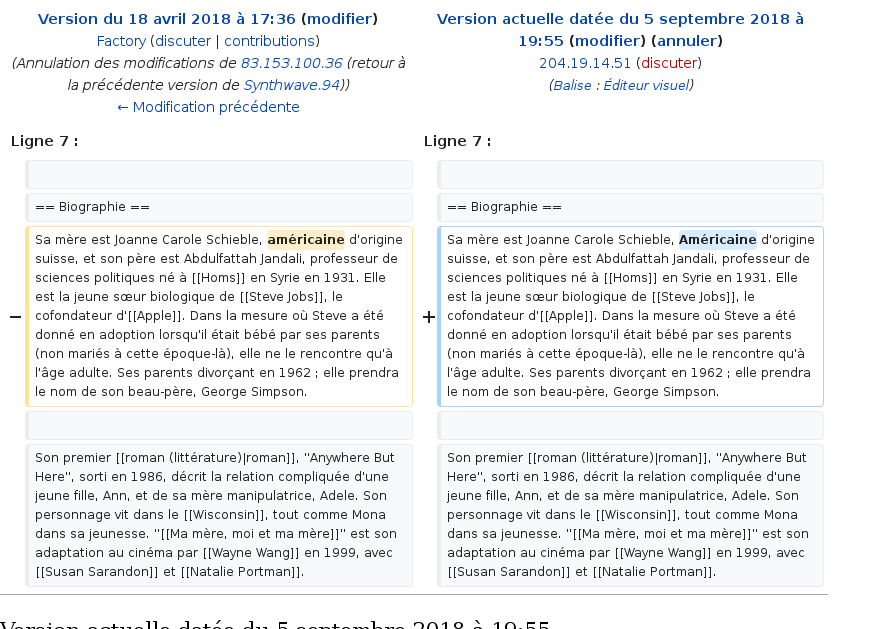 Version du 18 avril 2018 à 17:36 (modifier)
Factory (discuter | contributions)
(Annulation des modifications de 83.153.100.36 (retour à
la précédente version de Synthwave.94))
← Modification précédente
Version actuelle datée du 5 septembre 2018 à
19:55 (modifier) (annuler)
204.19.14.51 (discuter)
(Balise : Éditeur visuel)
Ligne 7 :
Ligne 7 :
== Biographie ==
== Biographie ==
−
Sa mère est Joanne Carole Schieble, américaine d'origine
suisse, et son père est Abdulfattah Jandali, professeur de
sciences politiques né à [[Homs]] en Syrie en 1931. Elle
est la jeune sœur biologique de [[Steve Jobs]], le
cofondateur d'[[Apple]]. Dans la mesure où Steve a été
donné en adoption lorsqu'il était bébé par ses parents
(non mariés à cette époque-là), elle ne le rencontre qu'à
l'âge adulte. Ses parents divorçant en 1962 ; elle prendra
le nom de son beau-père, George Simpson.
+
Sa mère est Joanne Carole Schieble, Américaine d'origine
suisse, et son père est Abdulfattah Jandali, professeur de
sciences politiques né à [[Homs]] en Syrie en 1931. Elle
est la jeune sœur biologique de [[Steve Jobs]], le
cofondateur d'[[Apple]]. Dans la mesure où Steve a été
donné en adoption lorsqu'il était bébé par ses parents
(non mariés à cette époque-là), elle ne le rencontre qu'à
l'âge adulte. Ses parents divorçant en 1962 ; elle prendra
le nom de son beau-père, George Simpson.
Son premier [[roman (littérature)|roman]], ''Anywhere But
Here'', sorti en 1986, décrit la relation compliquée d'une
jeune fille, Ann, et de sa mère manipulatrice, Adele. Son
personnage vit dans le [[Wisconsin]], tout comme Mona
dans sa jeunesse. ''[[Ma mère, moi et ma mère]]'' est son
adaptation au cinéma par [[Wayne Wang]] en 1999, avec
[[Susan Sarandon]] et [[Natalie Portman]].
Son premier [[roman (littérature)|roman]], ''Anywhere But
Here'', sorti en 1986, décrit la relation compliquée d'une
jeune fille, Ann, et de sa mère manipulatrice, Adele. Son
personnage vit dans le [[Wisconsin]], tout comme Mona
dans sa jeunesse. ''[[Ma mère, moi et ma mère]]'' est son
adaptation au cinéma par [[Wayne Wang]] en 1999, avec
[[Susan Sarandon]] et [[Natalie Portman]].
Version actuelle datée du 5 septembre 2018 à 19:55